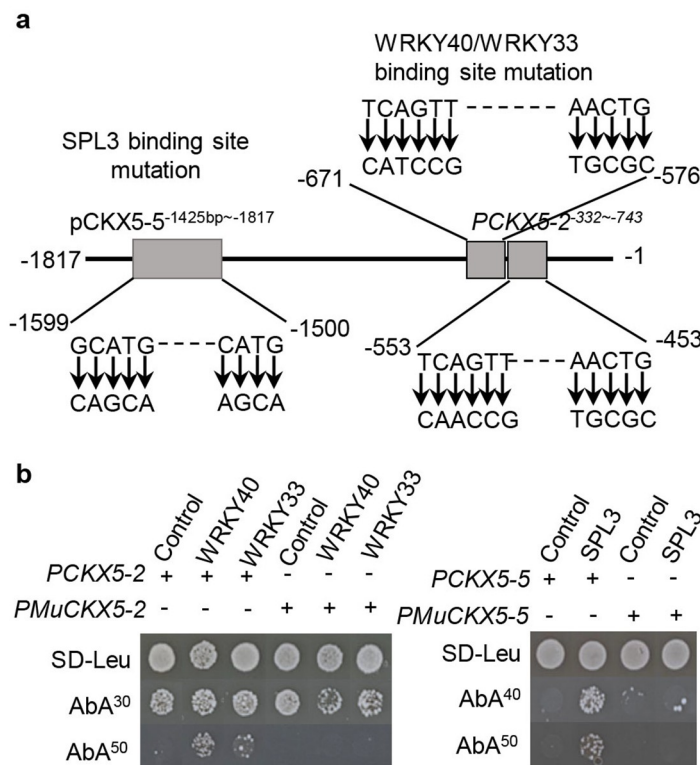 a
WRKY40/WRKY33
binding site mutation
TCAGTT AACTG
CATCCG TGCGC
SPL3 binding site
mutation
-671 -576
pCKX5-5-1425bp~-1817 PCKX5-2-332~-743
-1817 -1
-1599 -1500
GCATG CATG
CAGCA AGCA
-553 -453
TCAGTT AACTG
CAACCG TGCGC
b
Control WRKY40 WRKY33 Control WRKY40 WRKY33
PCKX5-2 + + + - - -
PMuCKX5-2 - - - + + +
SD-Leu
AbA30
AbA50
Control SPL3 Control SPL3
PCKX5-5 + + - -
PMuCKX5-5 - - + +
SD-Leu
AbA40
AbA50